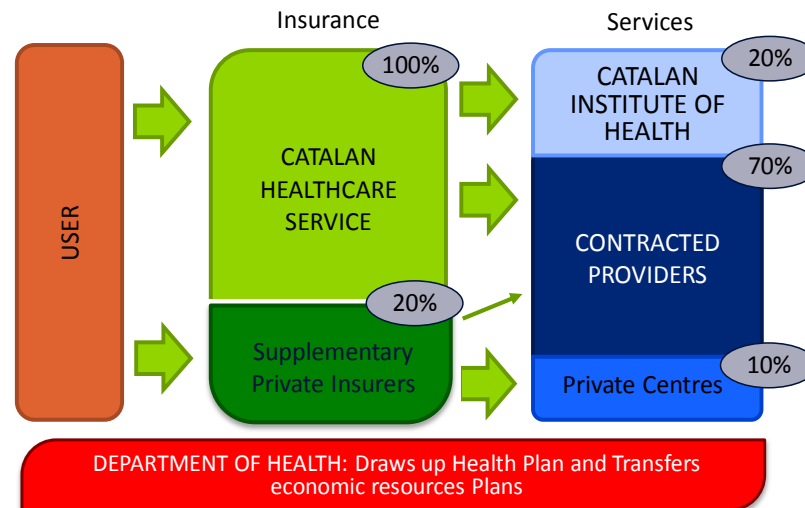 Insurance
Services
100%
20%
CATALAN
INSTITUTE OF
HEALTH
CATALAN
HEALTHCARE
SERVICE
70%
USER
CONTRACTED
PROVIDERS
20%
Supplementary
Private Insurers
10%
Private Centres
DEPARTMENT OF HEALTH: Draws up Health Plan and Transfers
economic resources Plans